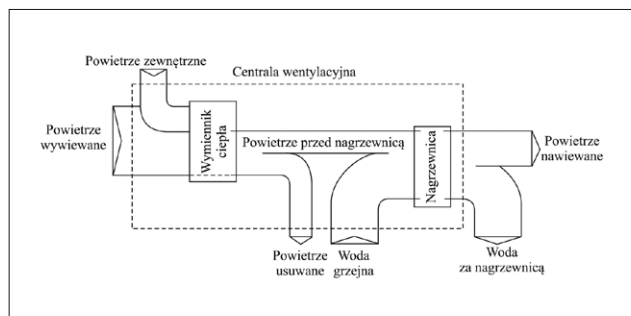 Powietrze zewnętrzne
Centrala wentylacyjna
Powietrze
wywiewane
Wymiennik
ciepła
Powietrze przed nagrzewnicą
Nagrzewnica
Powietrze
nawiewane
Powietrze
usuwane
Woda
grzejna
Woda
za nagrzewnicą